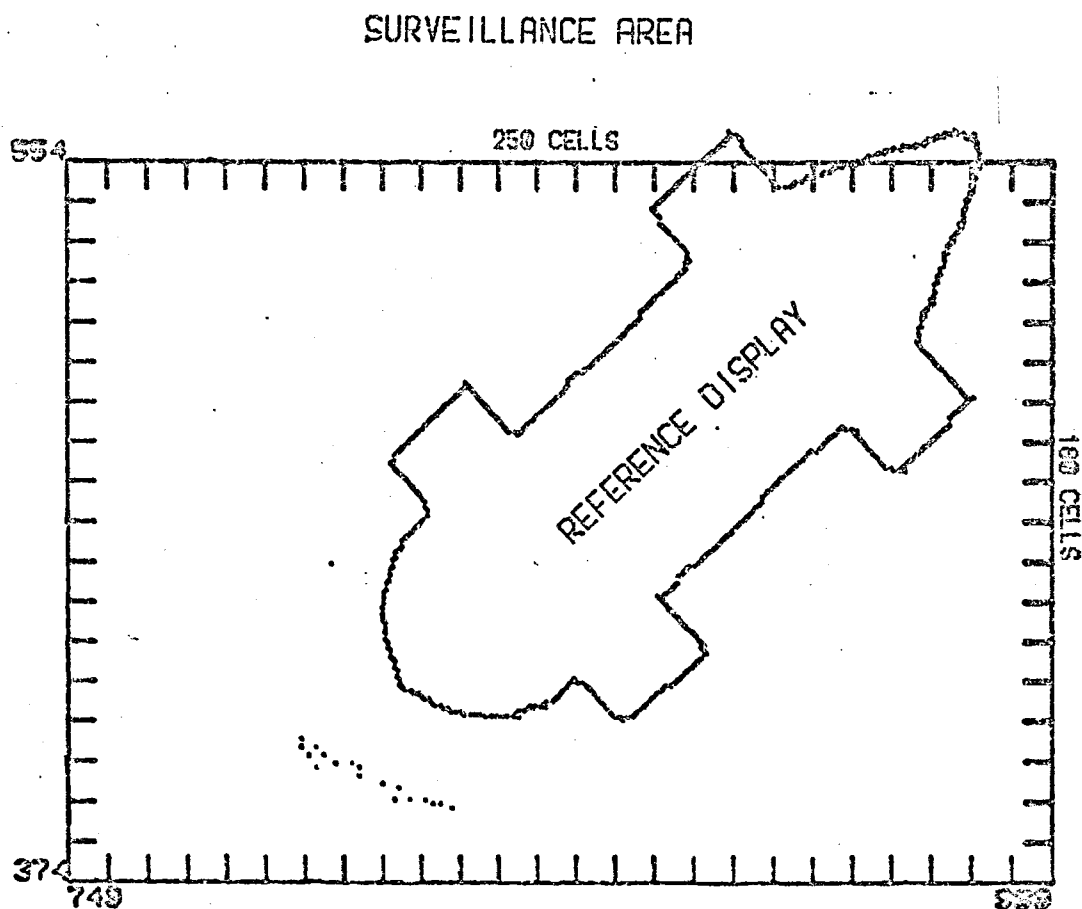 SURVEILLANCE AREA
250 CELLS
554
REFERENCE DISPLAY
180 CELLS
374
749